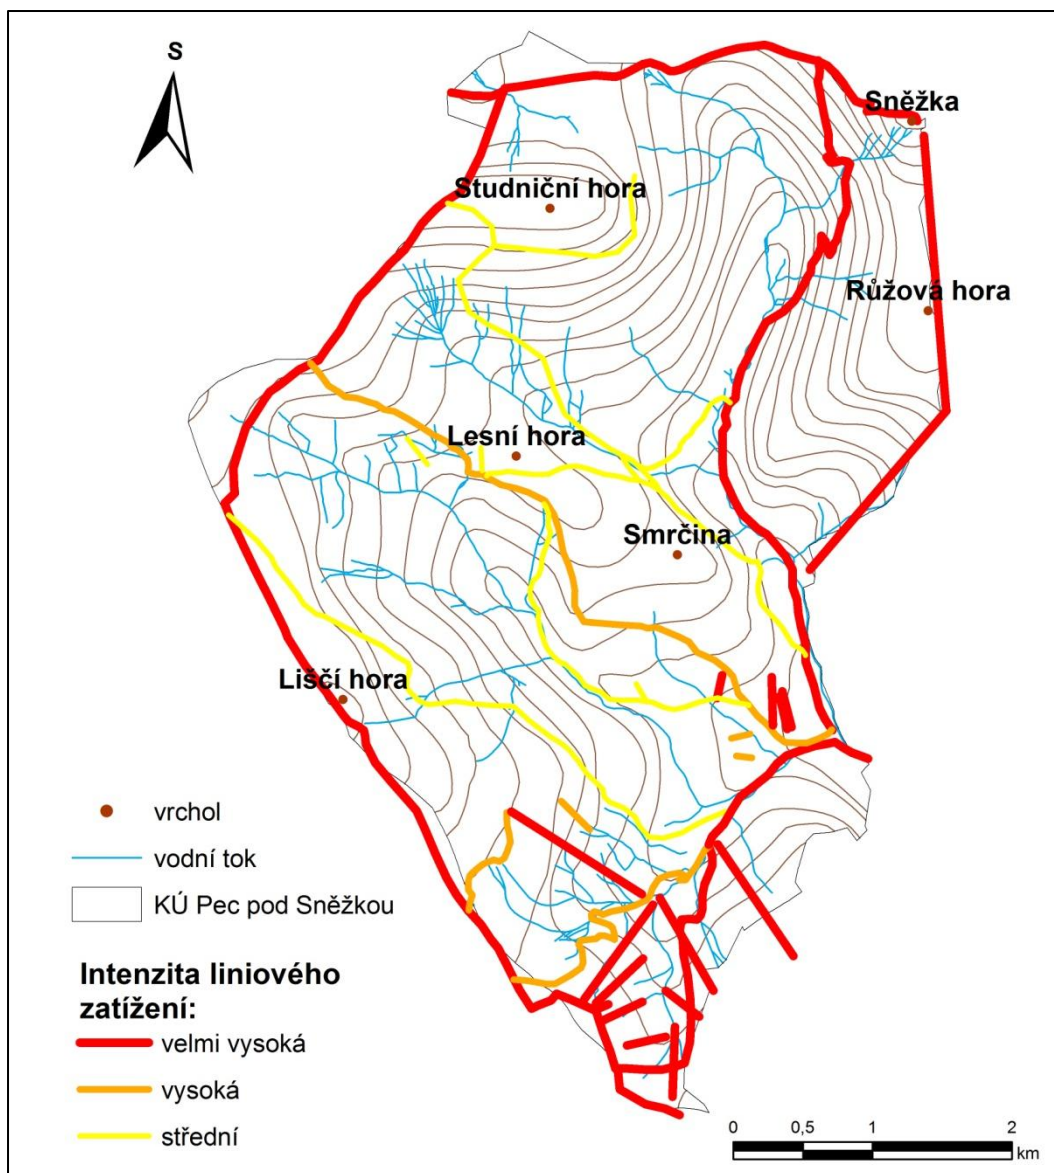 S
Sněžka
Studniční hora
Růžová hora
Lesní hora
Smrčina
Liščí hora
vrchol
vodní tok
KÚ Pec pod Sněžkou
Intenzita liniového
zatížení:
velmi vysoká
vysoká
střední
0 0,5 1 2
km